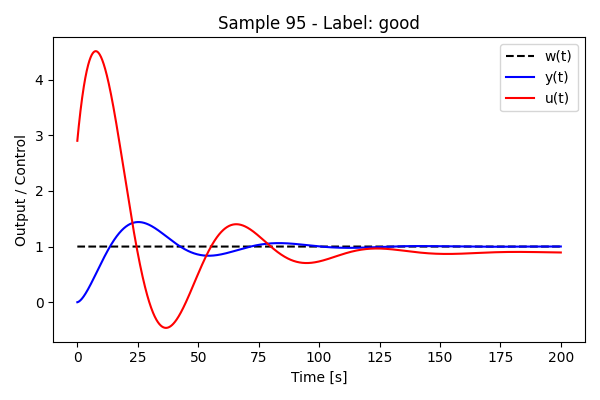 Sample 95 - Label: good
w(t)
y(t)
u(t)
Output / Control
4
3
2
1
0
0 25 50 75 100 125 150 175 200
Time [s]